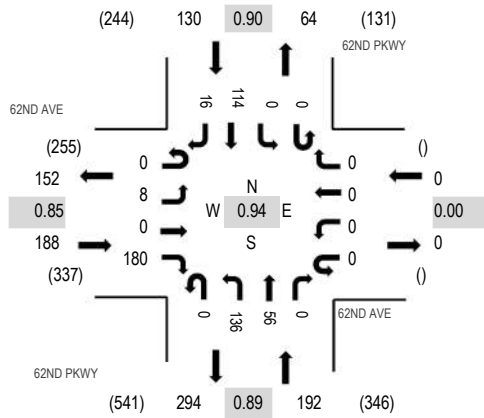 (244) 130 0.90 64 (131)
62ND PKWY
62ND AVE
16 114 0 0
(255) 0 0 ()
152 8 N 0 0
0.85 W 0.94 E 0.00
188 0 S 0 0
(337) 180 0 ()
0 136 56 0
62ND AVE
62ND PKWY
(541) 294 0.89 192 (346)